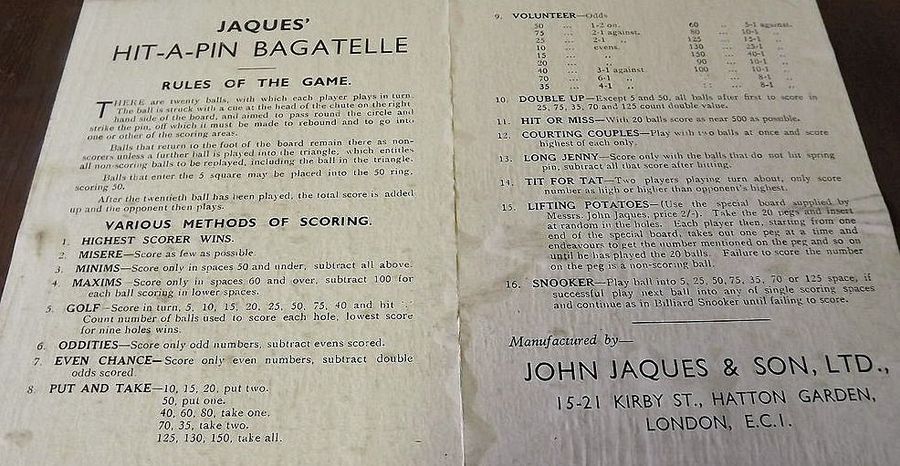 JAQUES'
HIT-A-PIN BAGATELLE
RULES OF THE GAME.
THERE are twenty balls, with which each player plays in turn.
The ball is struck with a cue at the head of the chute on the right
hand side of the board, and aimed to pass round the circle and
strike the pin, off which it must be made to rebound and to go into
one or other of the scoring areas.
Balls that return to the foot of the board remain there as non-
scorers unless a further ball is played into the triangle, which entitles
all non-scoring balls to be replayed, including the ball in the triangle.
Balls that enter the 5 square may be placed into the 50 ring,
scoring 50.
After the twentieth ball has been played, the total score is added
up and the opponent then plays.
VARIOUS METHODS OF SCORING.
1. HIGHEST SCORER WINS.
2. MISERE—Score as few as possible
3. MINIMS—Score only in spaces 50 and under, subtract all above.
4. MAXIMS—Score only in spaces 60 and over, subtract 100 for
each ball scoring in lower spaces.
5. GOLF—Score in turn, 5, 10, 15, 20, 25, 50, 75, 40 and hit
Count number of balls used to score each hole, lowest score
for nine holes wins.
6. ODDITIES—Score only odd numbers, subtract evens scored.
7. EVEN CHANCE—Score only even numbers, subtract double
odds scored.
8. PUT AND TAKE—10, 15, 20, put two.
50, put one.
40, 60, 80, take one.
70, 35, take two.
125, 130, 150, take all.
9. VOLUNTEER—Odds
50 ... 1-2 on. 60 .. 5-1 against.
75 ... 2-1 against. 80 ... 10-1 "
25 ... 2-1 " 125 ... 15-1 "
10 ... evens. 130 ... 25-1 "
15 ... " 150 ... 40-1 "
20 ... " 90 ... 10-1 "
40 ... 3-1 against. 100 ... 10-1 "
70 ... 6-1 " 8-1 "
35 ... 4-1 " 8-1 "
10. DOUBLE UP—Except 5 and 50, all balls after first to score in
25, 75, 35, 70 and 125 count double value.
11. HIT OR MISS—With 20 balls score as near 500 as possible.
12. COURTING COUPLES—Play with two balls at once and score
highest of each only.
13. LONG JENNY—Score only with the balls that do not hit spring
pin, subtract all that score after hitting.
14. TIT FOR TAT—Two players playing turn about, only score
number as high or higher than opponent's highest.
15. LIFTING POTATOES—(Use the special board supplied by
Messrs. John Jaques, price 2/-). Take the 20 pegs and insert
at random in the holes. Each player then, starting from one
end of the special board, takes out one peg at a time and
endeavours to get the number mentioned on the peg and so on
until he has played the 20 balls. Failure to score the number
on the peg is a non-scoring ball.
16. SNOOKER—Play ball into 5, 25, 50, 75, 35, 70 or 125 space, if
successful play next ball into any of single scoring spaces
and continue as in Billiard Snooker until failing to score.
Manufactured by—
JOHN JAQUES & SON, LTD.,
15-21 KIRBY ST., HATTON GARDEN,
LONDON, E.C.1.